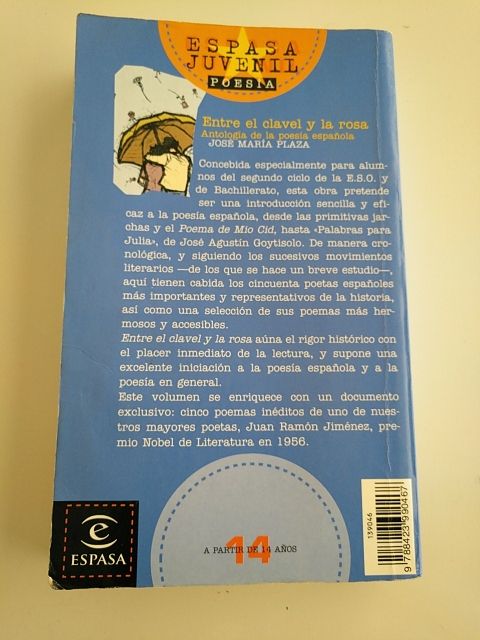 ESPASA
JUVENIL
POESÍA
Entre el clavel y la rosa
Antología de la poesía española
JOSÉ MARÍA PLAZA
Concebida especialmente para alum-
nos del segundo ciclo de la E.S.O. y
de Bachillerato, esta obra pretende
ser una introducción sencilla y efi-
caz a la poesía española, desde las primitivas jar-
chas y el Poema de Mio Cid, hasta «Palabras para
Julia», de José Agustín Goytisolo. De manera cro-
nológica, y siguiendo los sucesivos movimientos
literarios —de los que se hace un breve estudio—,
aquí tienen cabida los cincuenta poetas españoles
más importantes y representativos de la historia,
así como una selección de sus poemas más her-
mosos y accesibles.
Entre el clavel y la rosa aúna el rigor histórico con
el placer inmediato de la lectura, y supone una
excelente iniciación a la poesía española y a la
poesía en general.
Este volumen se enriquece con un documento
exclusivo: cinco poemas inéditos de uno de nues-
tros mayores poetas, Juan Ramón Jiménez, pre-
mio Nobel de Literatura en 1956.
e
ESPASA
14
A PARTIR DE 14 AÑOS
139046
9 788423 990467